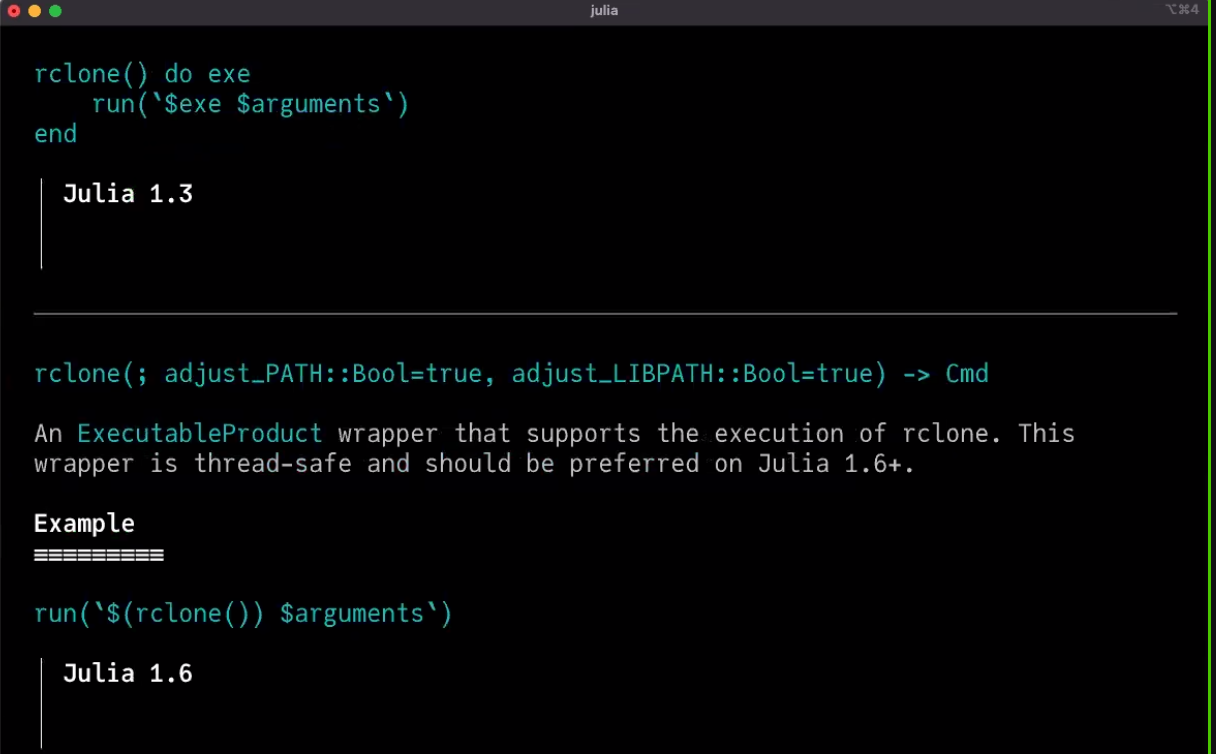 julia
⌥⌘4
rclone() do exe
    run(`$exe $arguments`)
end
Julia 1.3
rclone(; adjust_PATH::Bool=true, adjust_LIBPATH::Bool=true) -> Cmd
An ExecutableProduct wrapper that supports the execution of rclone. This
wrapper is thread-safe and should be preferred on Julia 1.6+.
Example
≡≡≡≡≡≡≡≡≡
run(`$(rclone()) $arguments`)
Julia 1.6